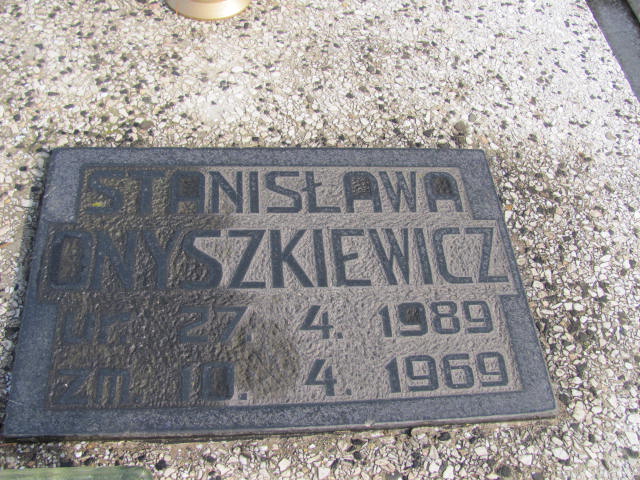 STANISŁAWA
ONYSZKIEWICZ
ur. 27. 4. 1989
zm. 10. 4. 1969